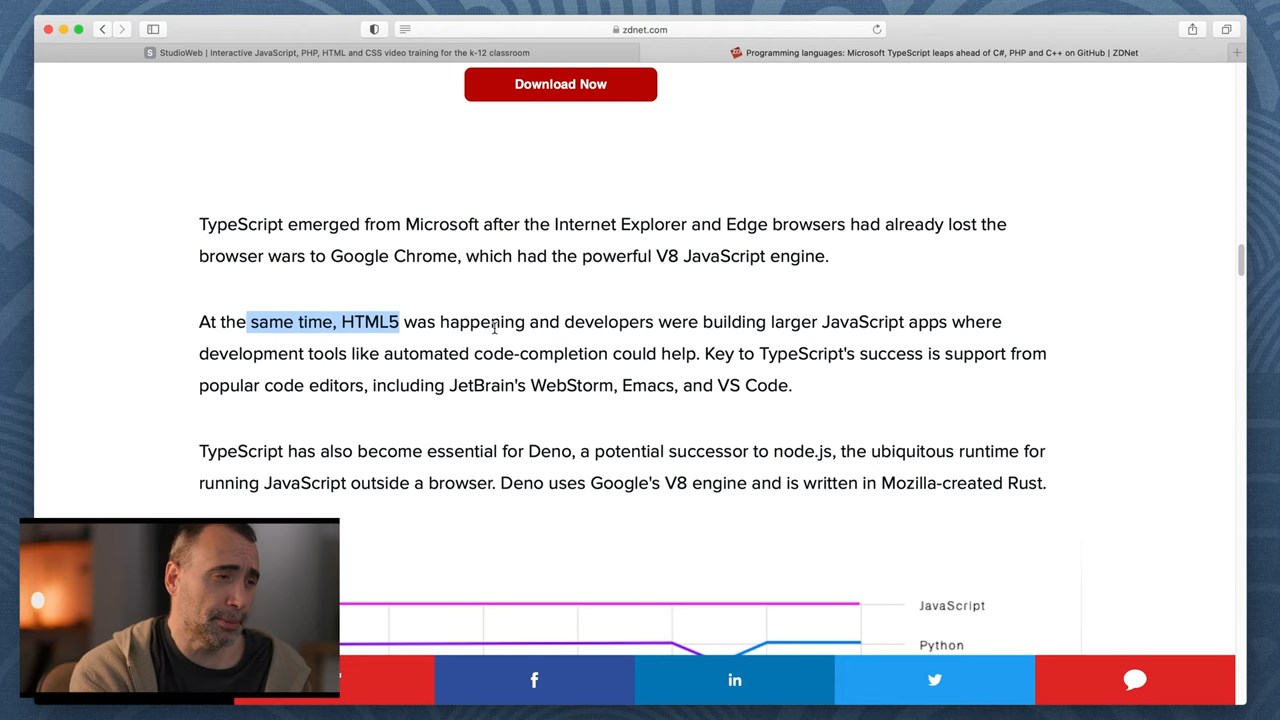 zdnet.com
StudioWeb | Interactive JavaScript, PHP, HTML and CSS video training for the k-12 classroom
Programming languages: Microsoft TypeScript leaps ahead of C#, PHP and C++ on GitHub | ZDNet
Download Now
TypeScript emerged from Microsoft after the Internet Explorer and Edge browsers had already lost the
browser wars to Google Chrome, which had the powerful V8 JavaScript engine.
At the same time, HTML5 was happening and developers were building larger JavaScript apps where
development tools like automated code-completion could help. Key to TypeScript's success is support from
popular code editors, including JetBrain's WebStorm, Emacs, and VS Code.
TypeScript has also become essential for Deno, a potential successor to node.js, the ubiquitous runtime for
running JavaScript outside a browser. Deno uses Google's V8 engine and is written in Mozilla-created Rust.
JavaScript
Python